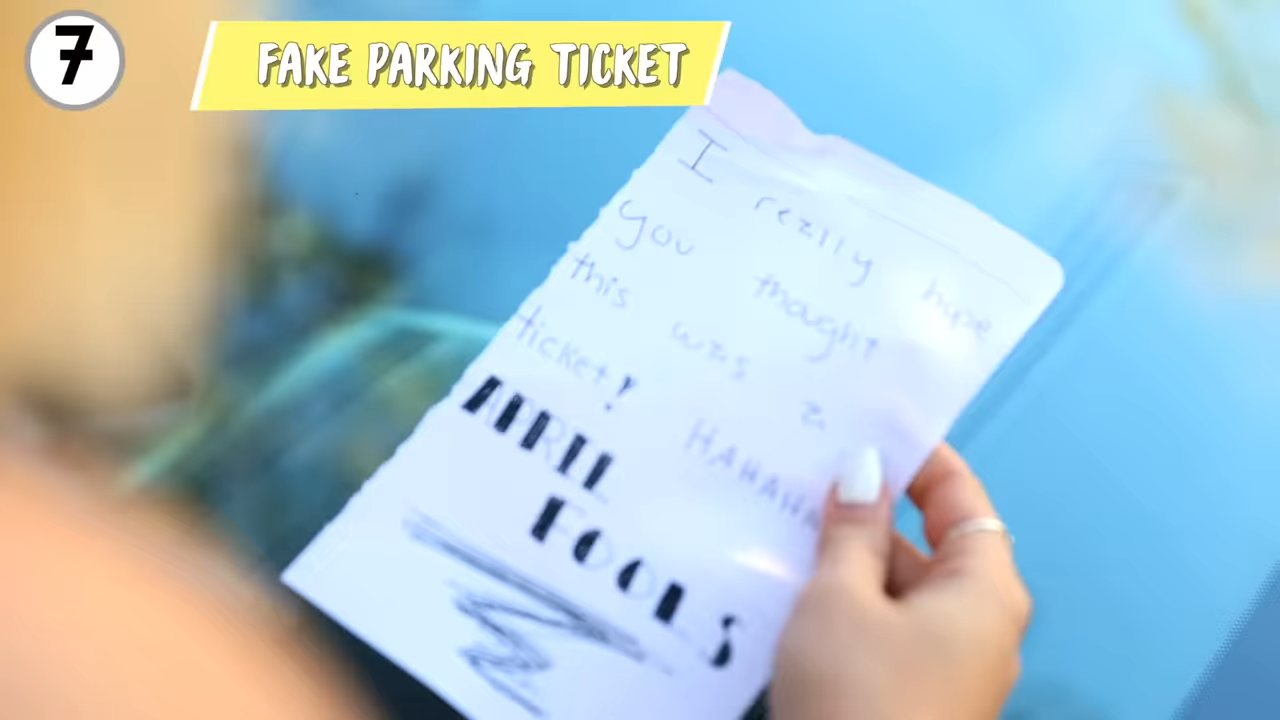 7
FAKE PARKING TICKET
I really hope
you thought
this was a
ticket! HAHAHA
APRIL
FOOLS